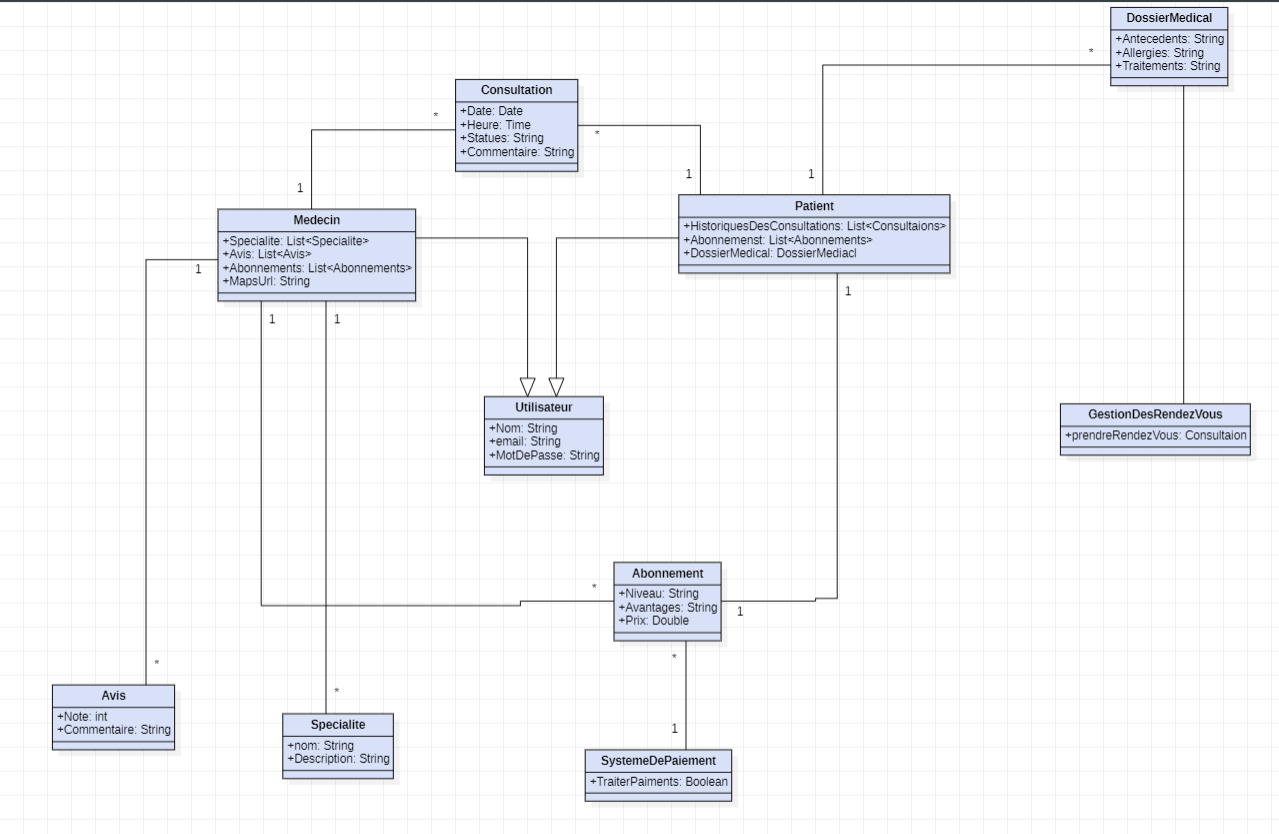 DossierMedical
+Antecedents: String
+Allergies: String
+Traitements: String
*
Consultation
+Date: Date
+Heure: Time
+Statues: String
+Commentaire: String
*
*
1
1
1
Medecin
+Specialite: List<Specialite>
+Avis: List<Avis>
+Abonnements: List<Abonnements>
+MapsUrl: String
1
1
1
Patient
+HistoriquesDesConsultations: List<Consultaions>
+Abonnemenst: List<Abonnements>
+DossierMedical: DossierMediacl
1
Utilisateur
+Nom: String
+email: String
+MotDePasse: String
GestionDesRendezVous
+prendreRendezVous: Consultaion
*
Abonnement
+Niveau: String
+Avantages: String
+Prix: Double
1
*
1
*
Avis
+Note: int
+Commentaire: String
*
Specialite
+nom: String
+Description: String
SystemeDePaiement
+TraiterPaiments: Boolean